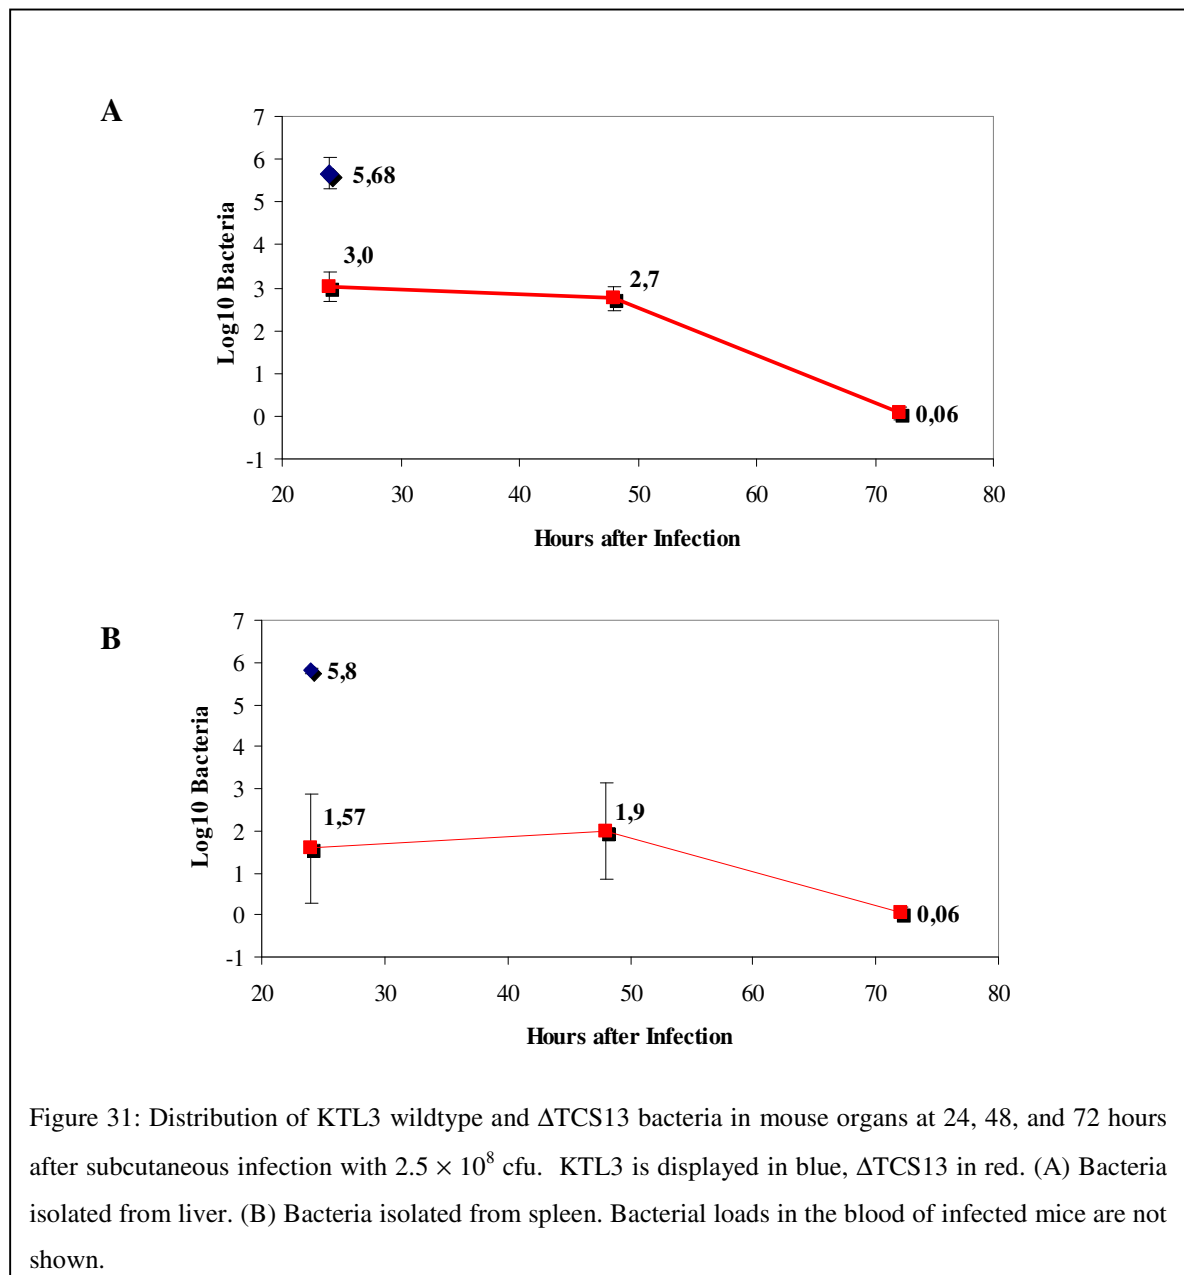 A
7
6
5
4
3
2
1
0
-1
Log10 Bacteria
5,68
3,0
2,7
0,06
20 30 40 50 60 70 80
Hours after Infection
B
7
6
5
4
3
2
1
0
-1
Log10 Bacteria
5,8
1,57
1,9
0,06
20 30 40 50 60 70 80
Hours after Infection
Figure 31: Distribution of KTL3 wildtype and ΔTCS13 bacteria in mouse organs at 24, 48, and 72 hours
after subcutaneous infection with 2.5 × 10⁸ cfu. KTL3 is displayed in blue, ΔTCS13 in red. (A) Bacteria
isolated from liver. (B) Bacteria isolated from spleen. Bacterial loads in the blood of infected mice are not
shown.